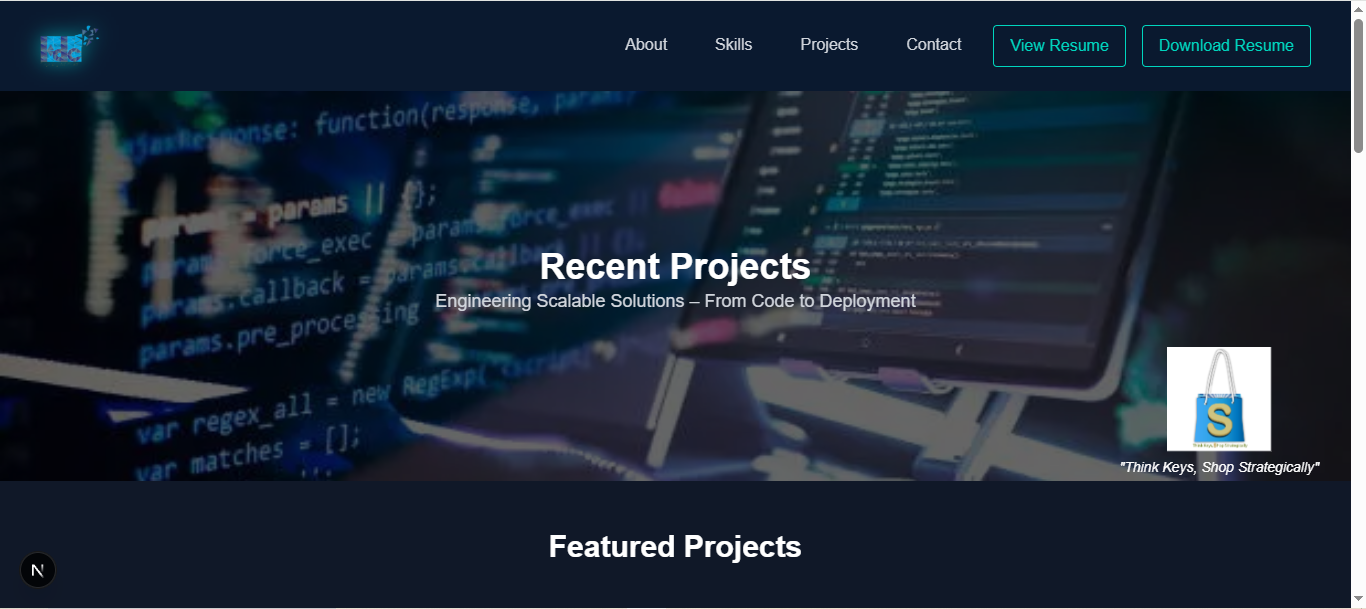 About
Skills
Projects
Contact
View Resume
Download Resume
function(response, params)
params = params || {};
params.force_exec = params.force_exec ||
params.callback = params.callback || ();
params.pre_processing
var regex_all = new RegExp(
var matches = [];
Recent Projects
Engineering Scalable Solutions – From Code to Deployment
S
"Think Keys, Shop Strategically"
Featured Projects
N